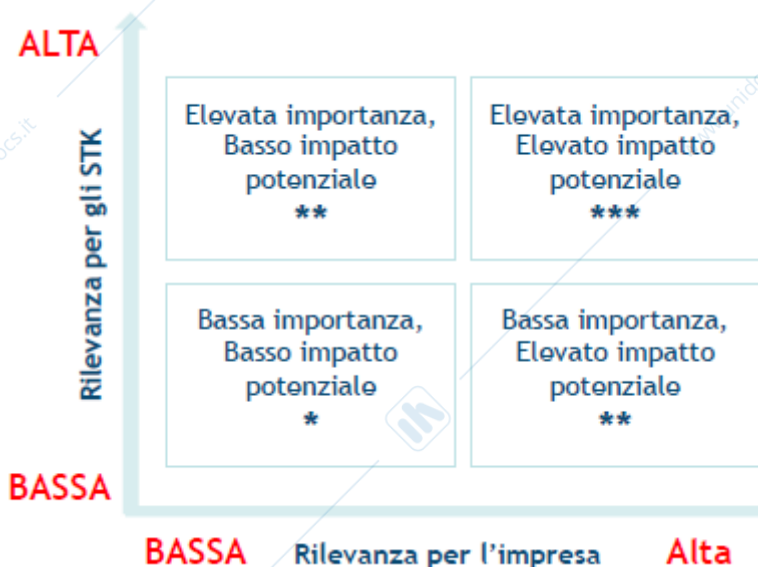 ALTA
Rilevanza per gli STK
Elevata importanza,
Basso impatto
potenziale
**
Elevata importanza,
Elevato impatto
potenziale
***
Bassa importanza,
Basso impatto
potenziale
*
Bassa importanza,
Elevato impatto
potenziale
**
BASSA
BASSA
Rilevanza per l'impresa
Alta